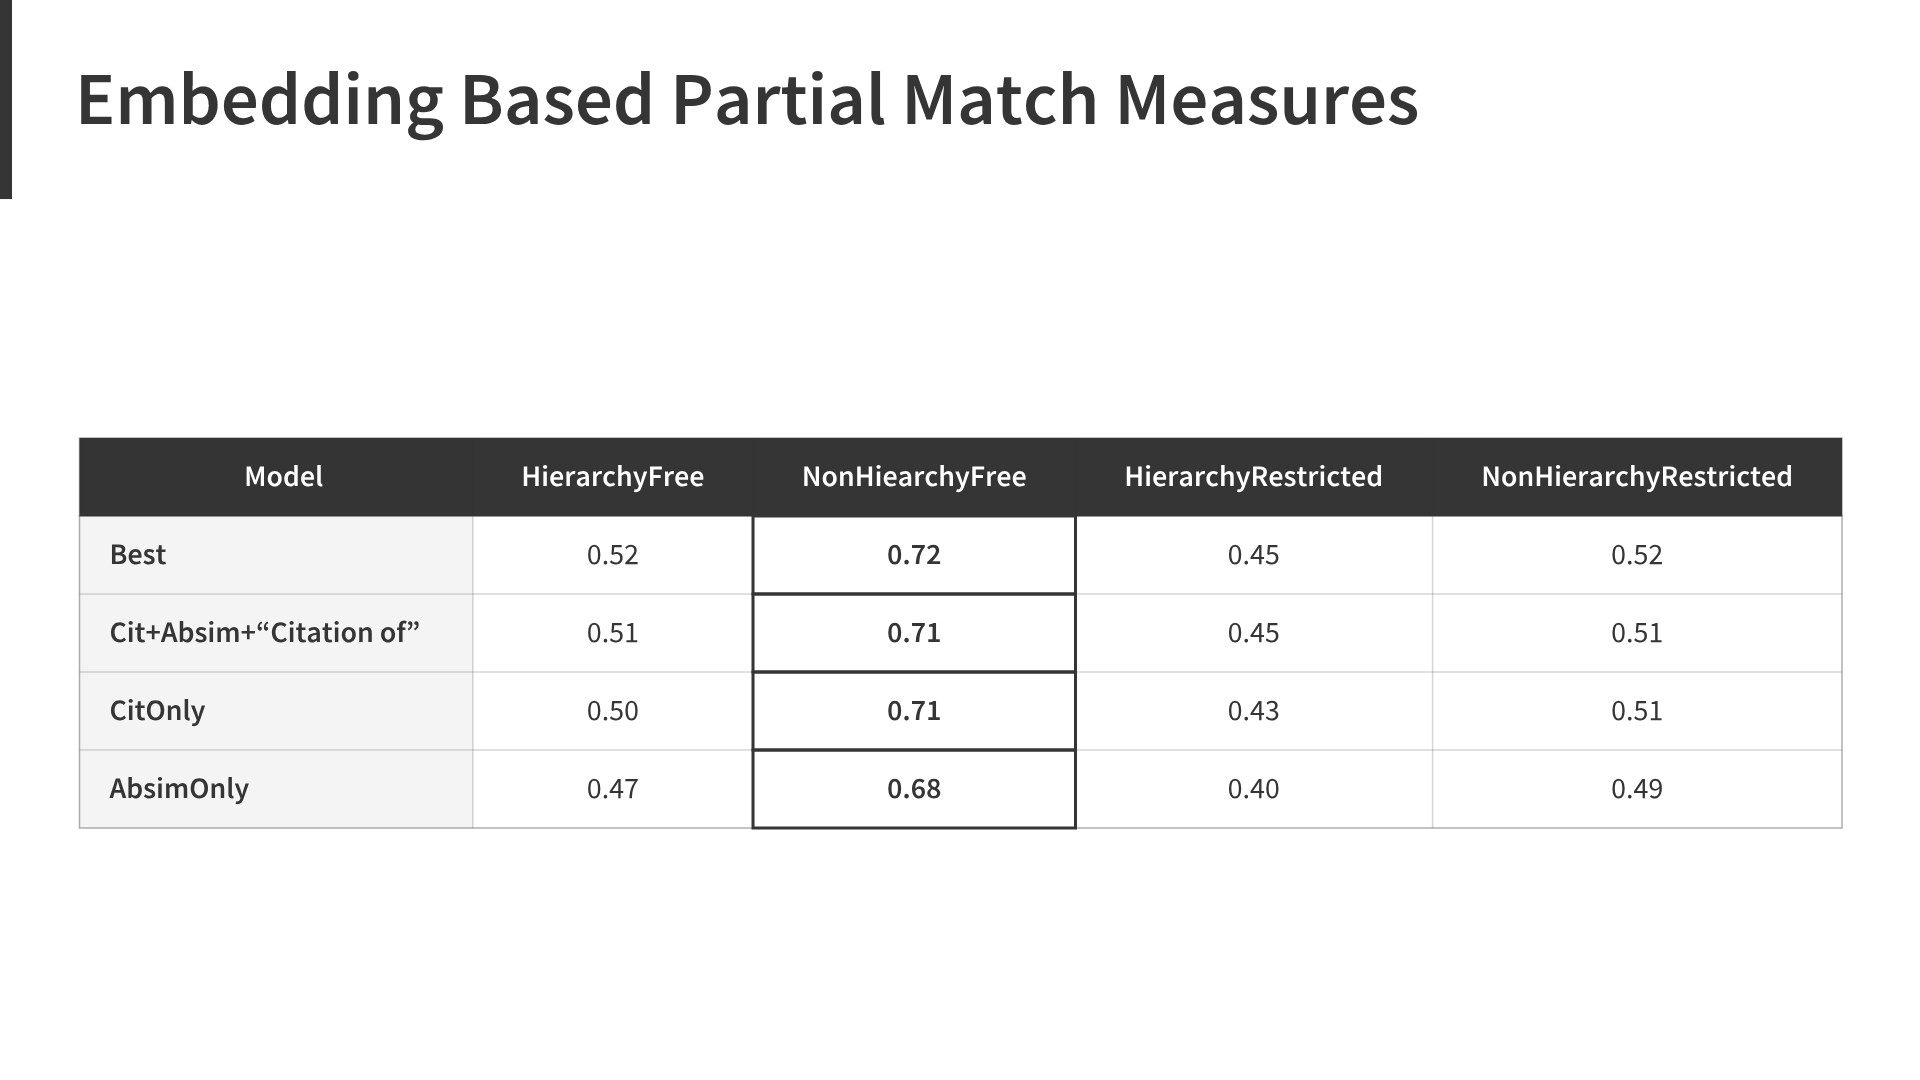 Embedding Based Partial Match Measures
Model HierarchyFree NonHiearchyFree HierarchyRestricted NonHierarchyRestricted
Best 0.52 0.72 0.45 0.52
Cit+Absim+“Citation of” 0.51 0.71 0.45 0.51
CitOnly 0.50 0.71 0.43 0.51
AbsimOnly 0.47 0.68 0.40 0.49